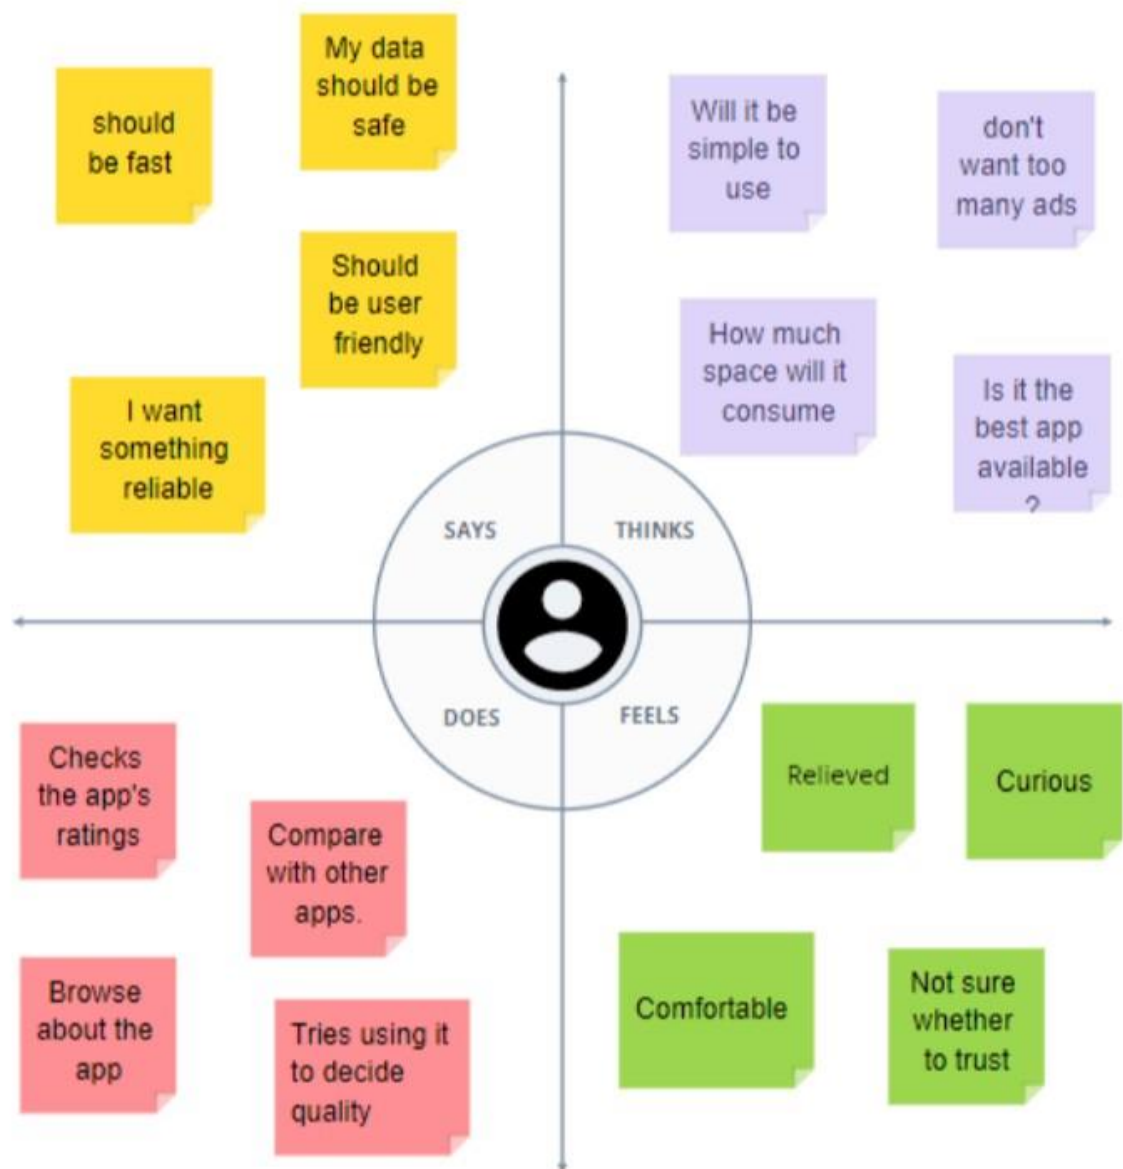 should
be fast
My data
should be
safe
Should
be user
friendly
I want
something
reliable
Will it be
simple to
use
don't
want too
many ads
How much
space will it
consume
Is it the
best app
available
?
SAYS
THINKS
DOES
FEELS
Checks
the app's
ratings
Compare
with other
apps.
Browse
about the
app
Tries using it
to decide
quality
Relieved
Curious
Comfortable
Not sure
whether
to trust